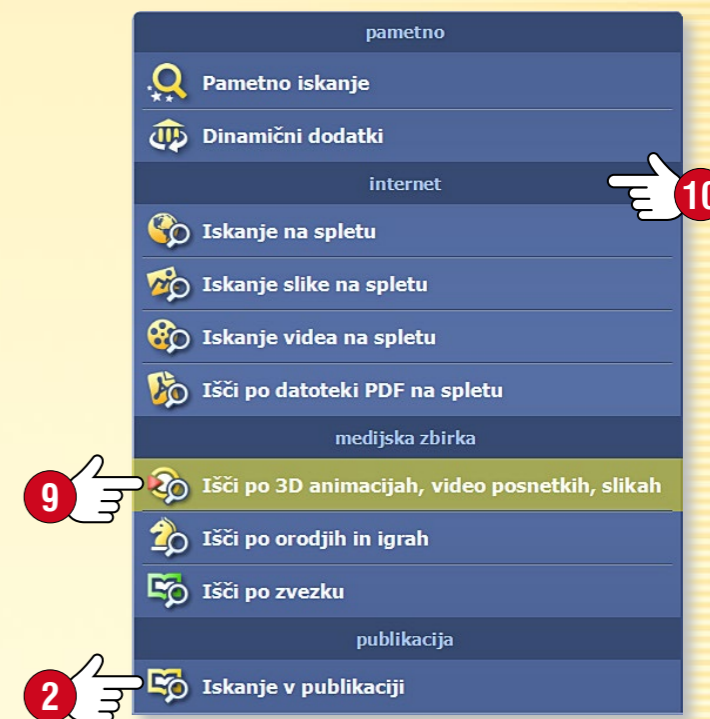 pametno
Pametno iskanje
Dinamični dodatki
internet
10
Iskanje na spletu
Iskanje slike na spletu
Iskanje videa na spletu
Išči po datoteki PDF na spletu
medijska zbirka
9
Išči po 3D animacijah, video posnetkih, slikah
Išči po orodjih in igrah
Išči po zvezku
publikacija
2
Iskanje v publikaciji